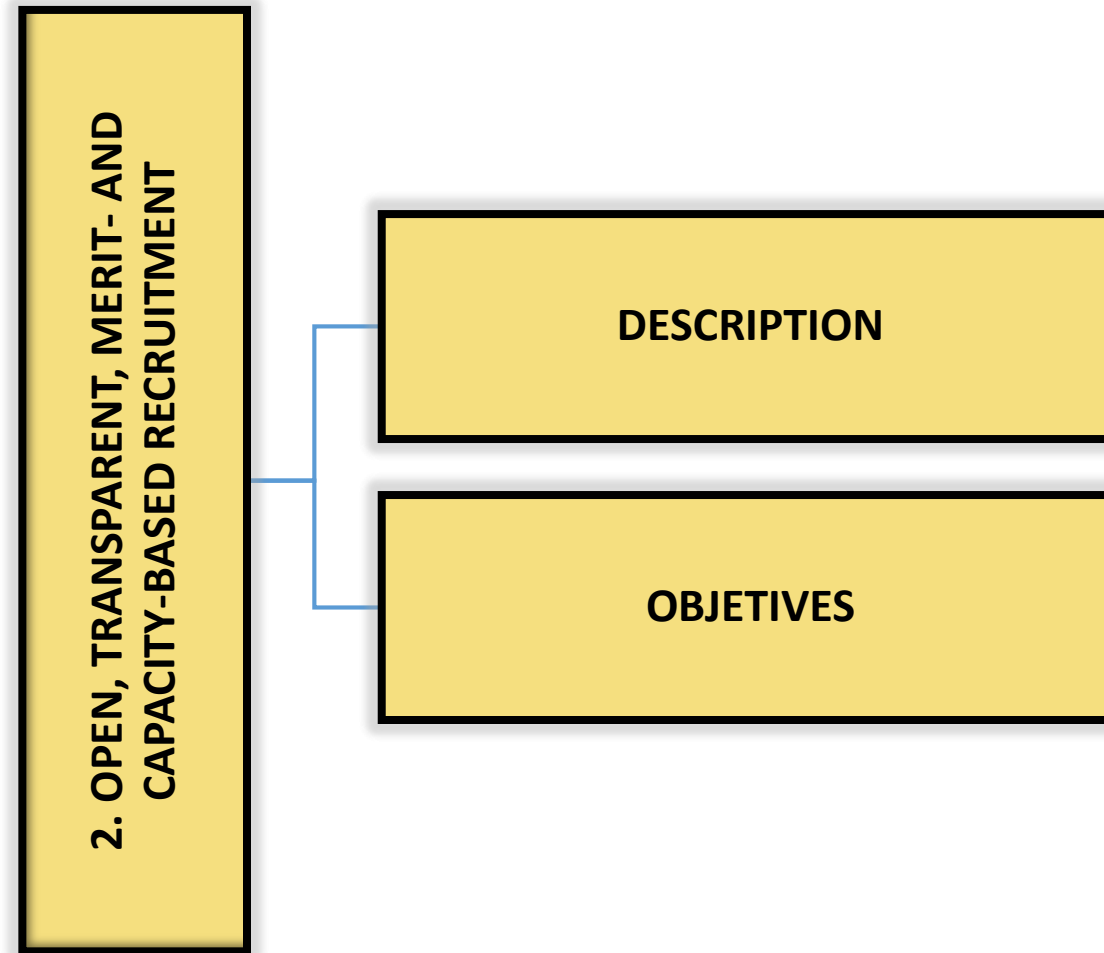 2. OPEN, TRANSPARENT, MERIT- AND
CAPACITY-BASED RECRUITMENT
DESCRIPTION
OBJETIVES